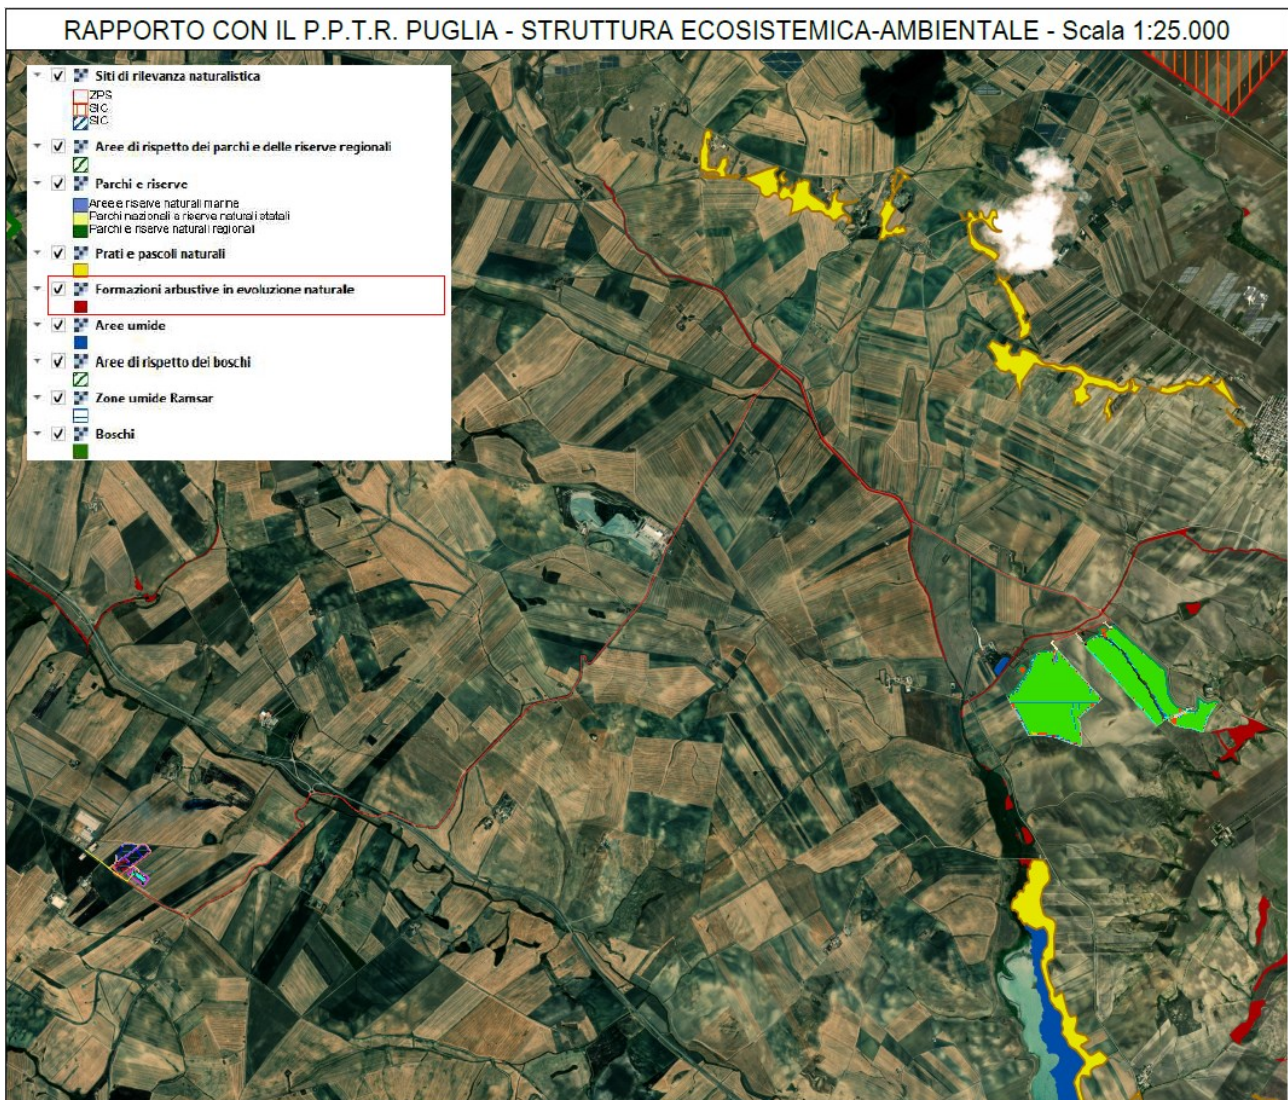 RAPPORTO CON IL P.P.T.R. PUGLIA - STRUTTURA ECOSISTEMICA-AMBIENTALE - Scala 1:25.000
Siti di rilevanza naturalistica
ZPS
SIC
SIC
Aree di rispetto dei parchi e delle riserve regionali
Parchi e riserve
Aree e riserve naturali marine
Parchi nazionali e riserve naturali statali
Parchi e riserve naturali regionali
Prati e pascoli naturali
Formazioni arbustive in evoluzione naturale
Aree umide
Aree di rispetto dei boschi
Zone umide Ramsar
Boschi